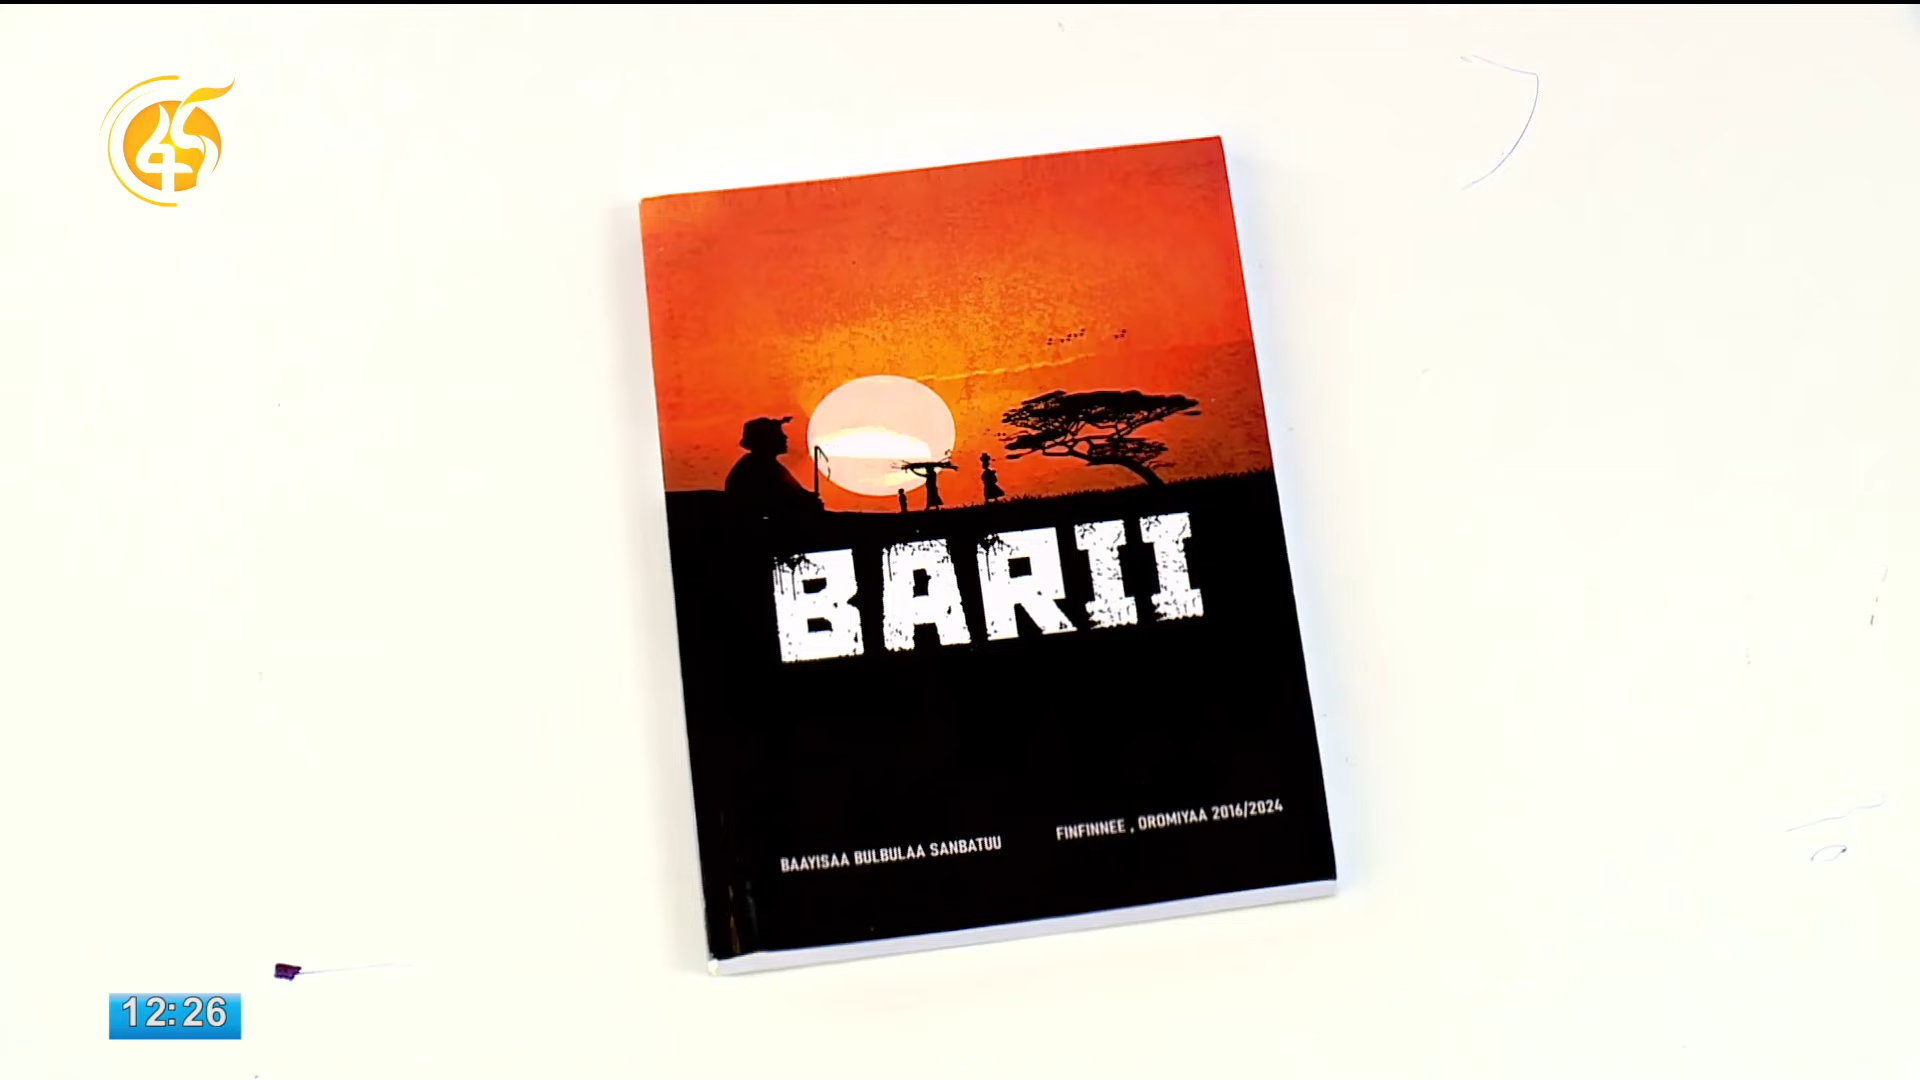 BARII
BAAYISAA BULBULAA SANBATUU
FINFINNEE , OROMIYAA 2016/2024
12:26